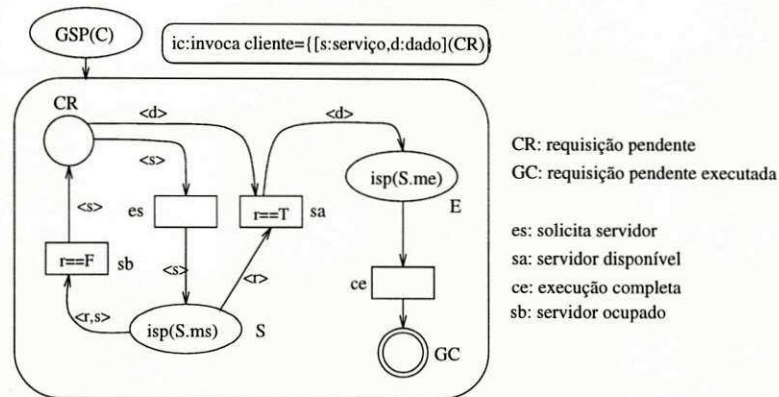 GSP(C)
ic:invoca cliente={[s:serviço,d:dado](CR)}
CR
<d>
<d>
<s>
isp(S.me)
E
<s>
es
r==T
sa
r==F
sb
<s>
<r>
ce
<r,s>
isp(S.ms)
S
GC
CR: requisição pendente
GC: requisição pendente executada
es: solicita servidor
sa: servidor disponível
ce: execução completa
sb: servidor ocupado